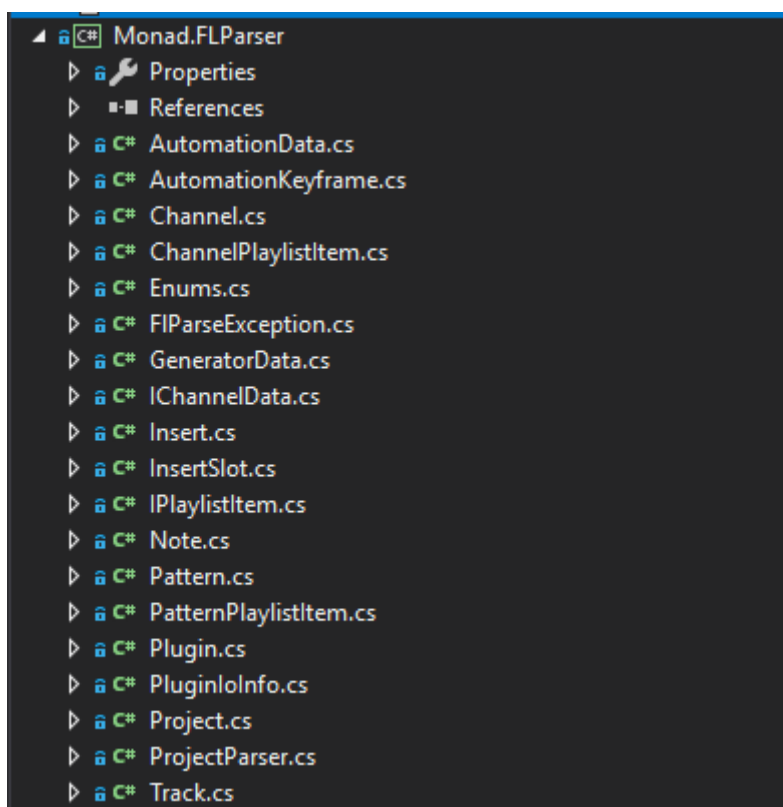 C# Monad.FLParser
Properties
References
C# AutomationData.cs
C# AutomationKeyframe.cs
C# Channel.cs
C# ChannelPlaylistItem.cs
C# Enums.cs
C# FlParseException.cs
C# GeneratorData.cs
C# IChannelData.cs
C# Insert.cs
C# InsertSlot.cs
C# IPlaylistItem.cs
C# Note.cs
C# Pattern.cs
C# PatternPlaylistItem.cs
C# Plugin.cs
C# PluginIoInfo.cs
C# Project.cs
C# ProjectParser.cs
C# Track.cs